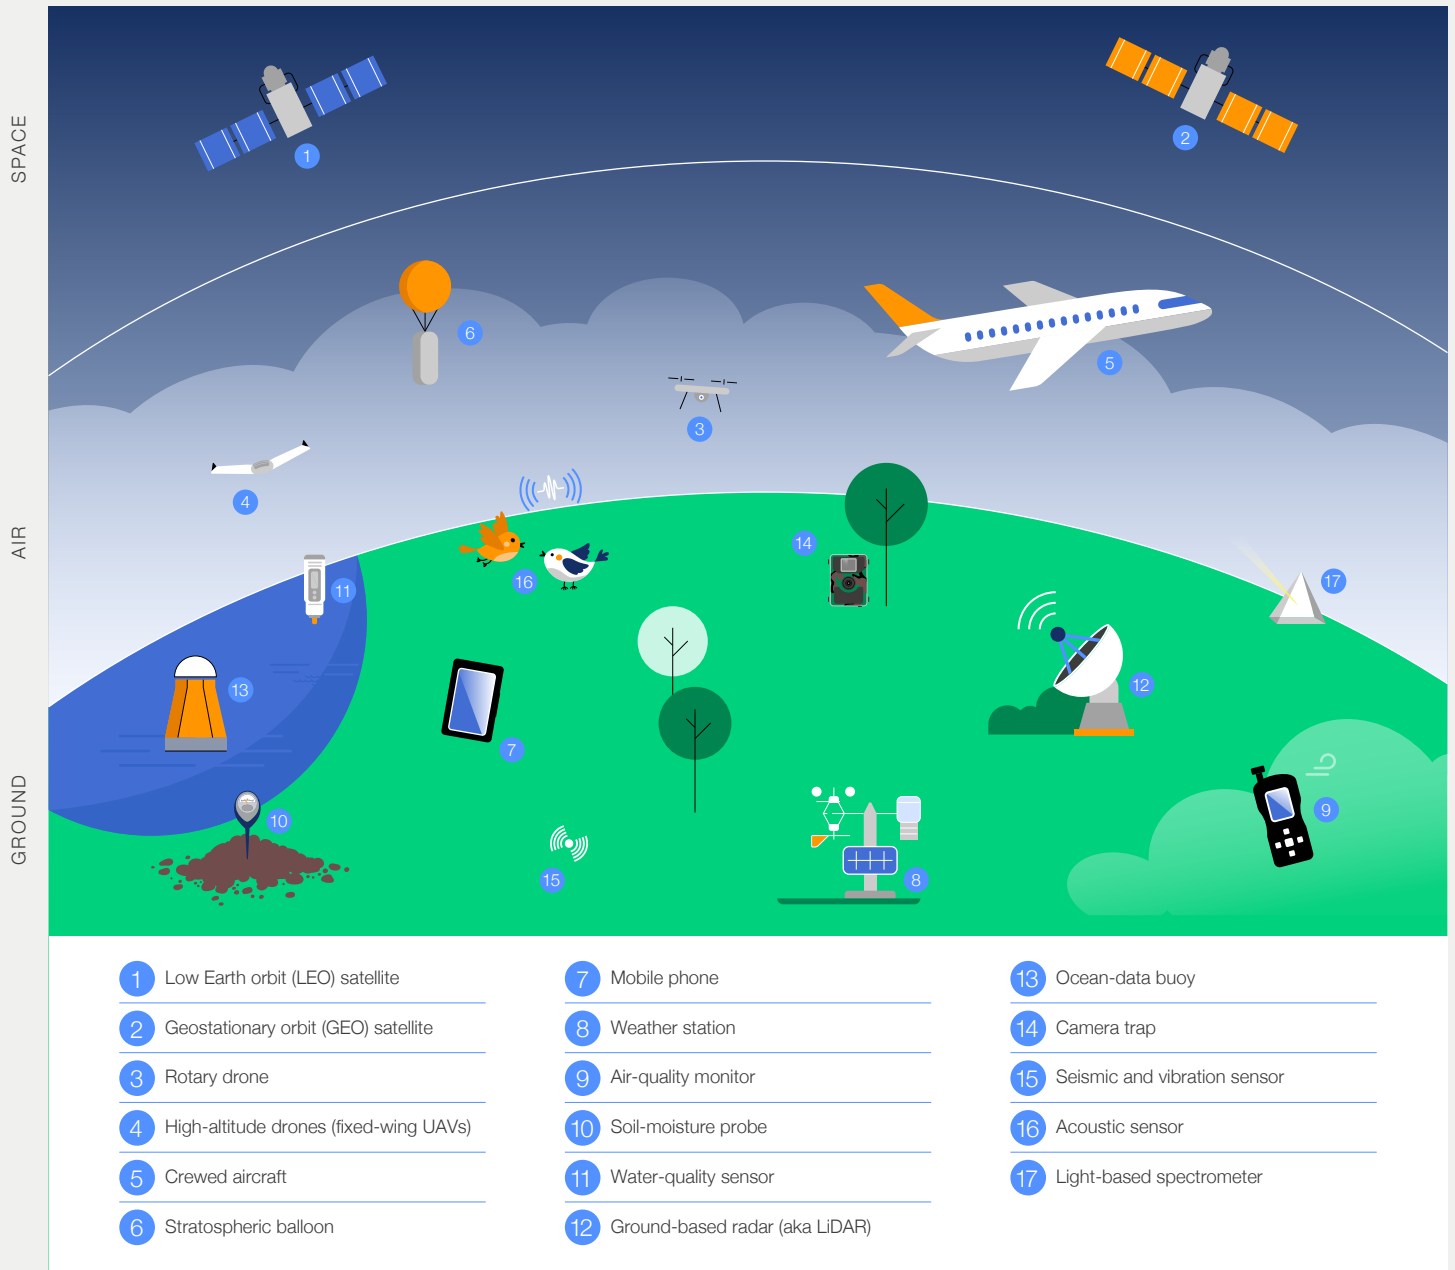 SPACE
1
2
6
5
3
4
AIR
14
16
11
17
12
13
7
GROUND
9
10
15
8
1 Low Earth orbit (LEO) satellite
2 Geostationary orbit (GEO) satellite
3 Rotary drone
4 High-altitude drones (fixed-wing UAVs)
5 Crewed aircraft
6 Stratospheric balloon
7 Mobile phone
8 Weather station
9 Air-quality monitor
10 Soil-moisture probe
11 Water-quality sensor
12 Ground-based radar (aka LiDAR)
13 Ocean-data buoy
14 Camera trap
15 Seismic and vibration sensor
16 Acoustic sensor
17 Light-based spectrometer